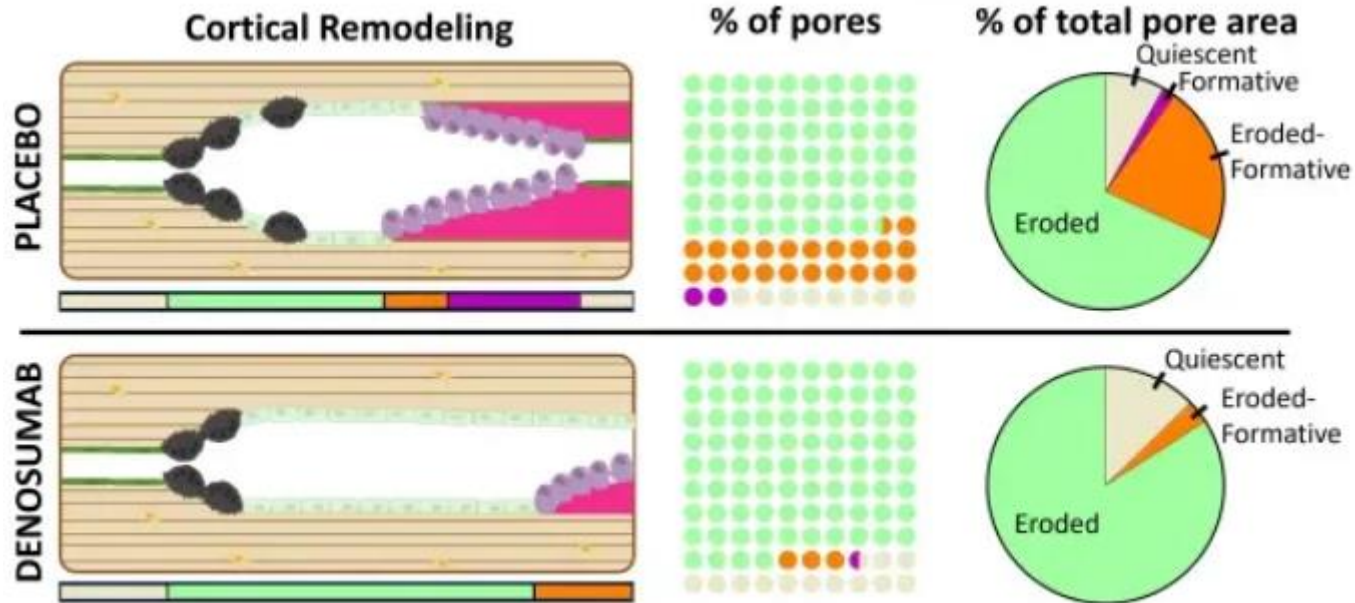 Cortical Remodeling
% of pores
% of total pore area
PLACEBO
Quiescent
Formative
Eroded-
Formative
Eroded
DENOSUMAB
Quiescent
Eroded-
Formative
Eroded